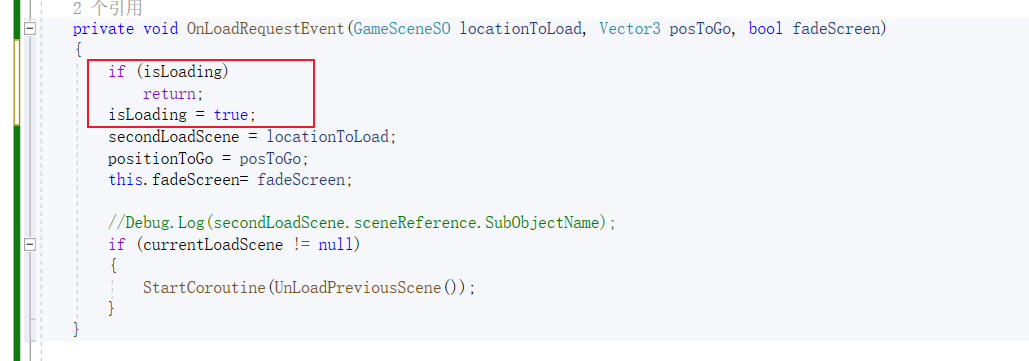 2 个引用
private void OnLoadRequestEvent(GameSceneSO locationToLoad, Vector3 posToGo, bool fadeScreen)
{
if (isLoading)
return;
isLoading = true;
secondLoadScene = locationToLoad;
positionToGo = posToGo;
this.fadeScreen= fadeScreen;
//Debug.Log(secondLoadScene.sceneReference.SubObjectName);
if (currentLoadScene != null)
{
StartCoroutine(UnLoadPreviousScene());
}
}